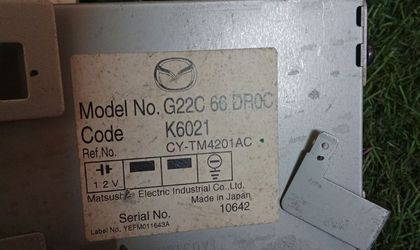 Model No. G22C 66 DR0C
Code K6021
Ref.No. CY-TM4201AC
12V
Matsushita Electric Industrial Co.,Ltd.
Made in Japan
Serial No. 10642
Label No. YEFM011643A